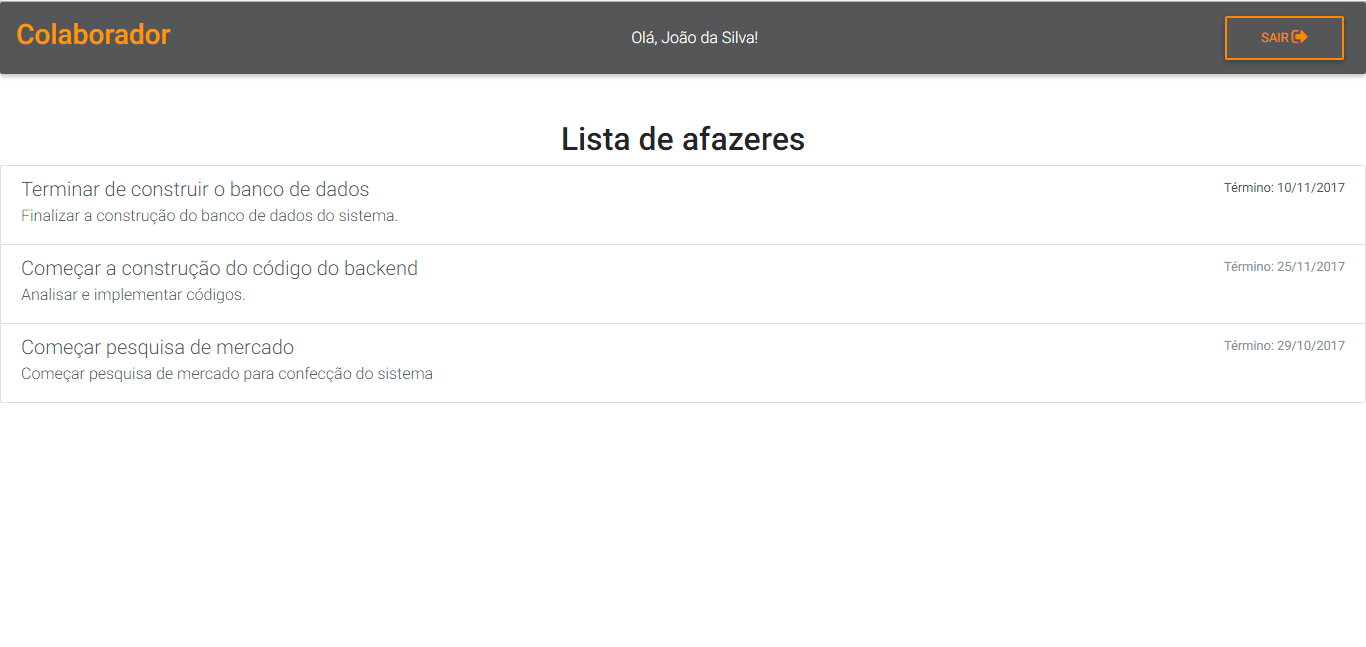 Colaborador
Olá, João da Silva!
SAIR
Lista de afazeres
Terminar de construir o banco de dados
Término: 10/11/2017
Finalizar a construção do banco de dados do sistema.
Começar a construção do código do backend
Término: 25/11/2017
Analisar e implementar códigos.
Começar pesquisa de mercado
Término: 29/10/2017
Começar pesquisa de mercado para confecção do sistema